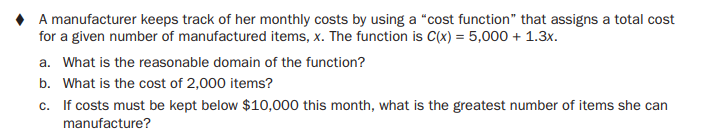 ♦ A manufacturer keeps track of her monthly costs by using a “cost function” that assigns a total cost
for a given number of manufactured items, x. The function is C(x) = 5,000 + 1.3x.
a. What is the reasonable domain of the function?
b. What is the cost of 2,000 items?
c. If costs must be kept below $10,000 this month, what is the greatest number of items she can
manufacture?